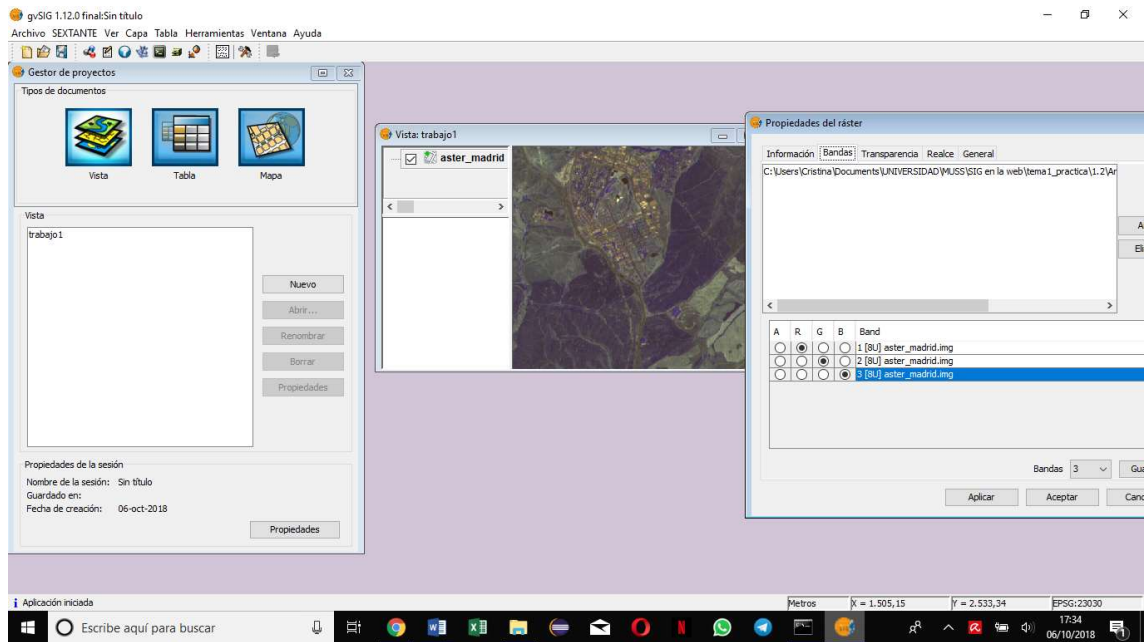 gvSIG 1.12.0 final:Sin título
Archivo SEXTANTE Ver Capa Tabla Herramientas Ventana Ayuda
Gestor de proyectos
Tipos de documentos
Vista
Tabla
Mapa
Vista
trabajo1
Nuevo
Abrir...
Renombrar
Borrar
Propiedades
Propiedades de la sesión
Nombre de la sesión: Sin título
Guardado en:
Fecha de creación: 06-oct-2018
Propiedades
Vista: trabajo1
aster_madrid
Propiedades del ráster
Información Bandas Transparencia Realce General
C:\Users\Cristina\Documents\UNIVERSIDAD\MUSS\SIG en la web\tema1_practica\1.2\Ar
A
Eli
A R G B Band
1 [8U] aster_madrid.img
2 [8U] aster_madrid.img
3 [8U] aster_madrid.img
Bandas 3
Gua
Aplicar
Aceptar
Canc
Aplicación iniciada
Metros
X = 1.505,15
Y = 2.533,34
EPSG:23030
Escribe aquí para buscar
17:34
06/10/2018